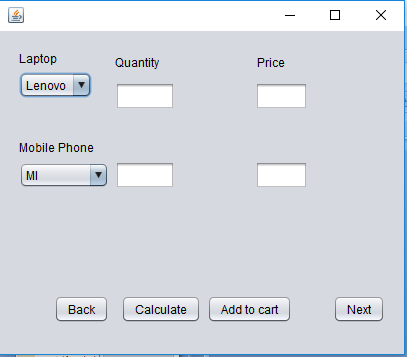 Laptop Quantity Price
Lenovo
Mobile Phone
MI
Back Calculate Add to cart Next